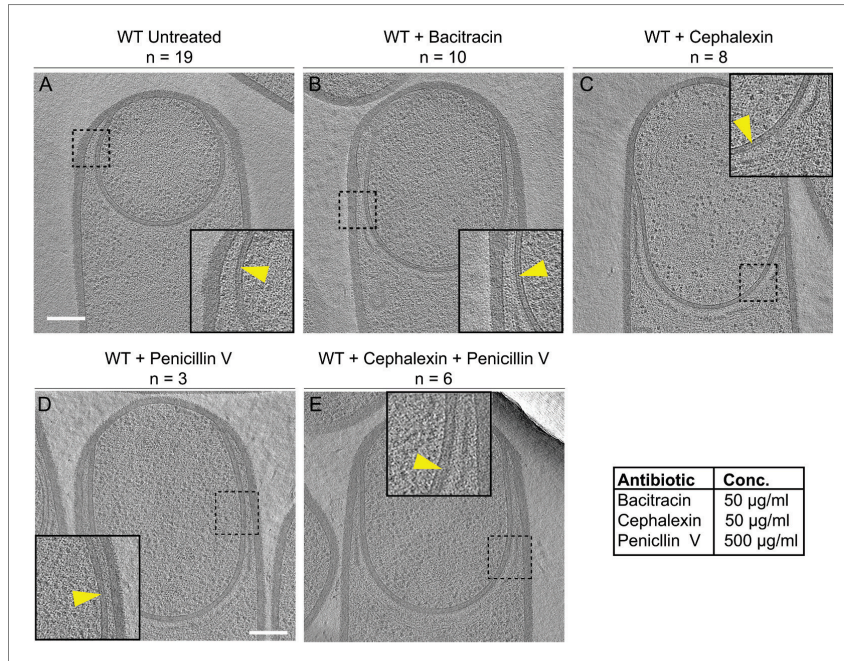 WT Untreated
n = 19
WT + Bacitracin
n = 10
WT + Cephalexin
n = 8
A
B
C
WT + Penicillin V
n = 3
WT + Cephalexin + Penicillin V
n = 6
D
E
Antibiotic Conc.
Bacitracin 50 µg/ml
Cephalexin 50 µg/ml
Penicllin V 500 µg/ml